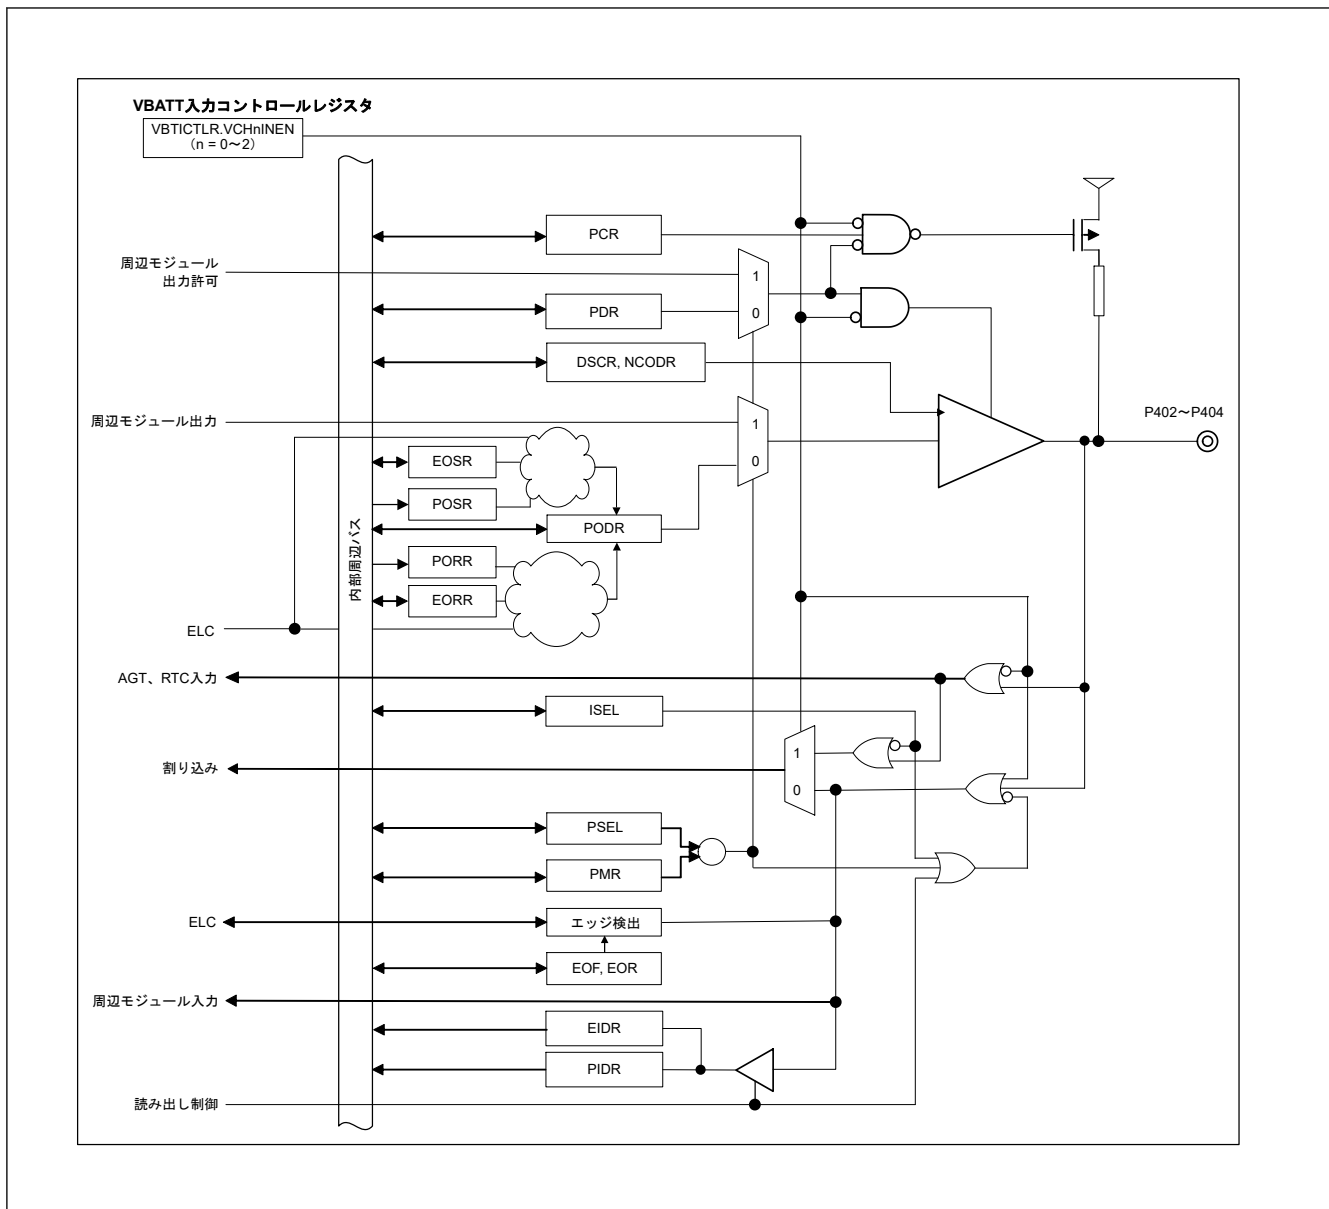 VBATT入力コントロールレジスタ
VBTICTLR.VCHnINEN
（n = 0～2）
PCR
周辺モジュール
出力許可
1
0
PDR
DSCR, NCODR
周辺モジュール出力
1
0
P402～P404
EOSR
POSR
PODR
内部周辺バス
PORR
EORR
ELC
AGT、RTC入力
ISEL
1
割り込み
0
PSEL
PMR
ELC
エッジ検出
EOF, EOR
周辺モジュール入力
EIDR
PIDR
読み出し制御